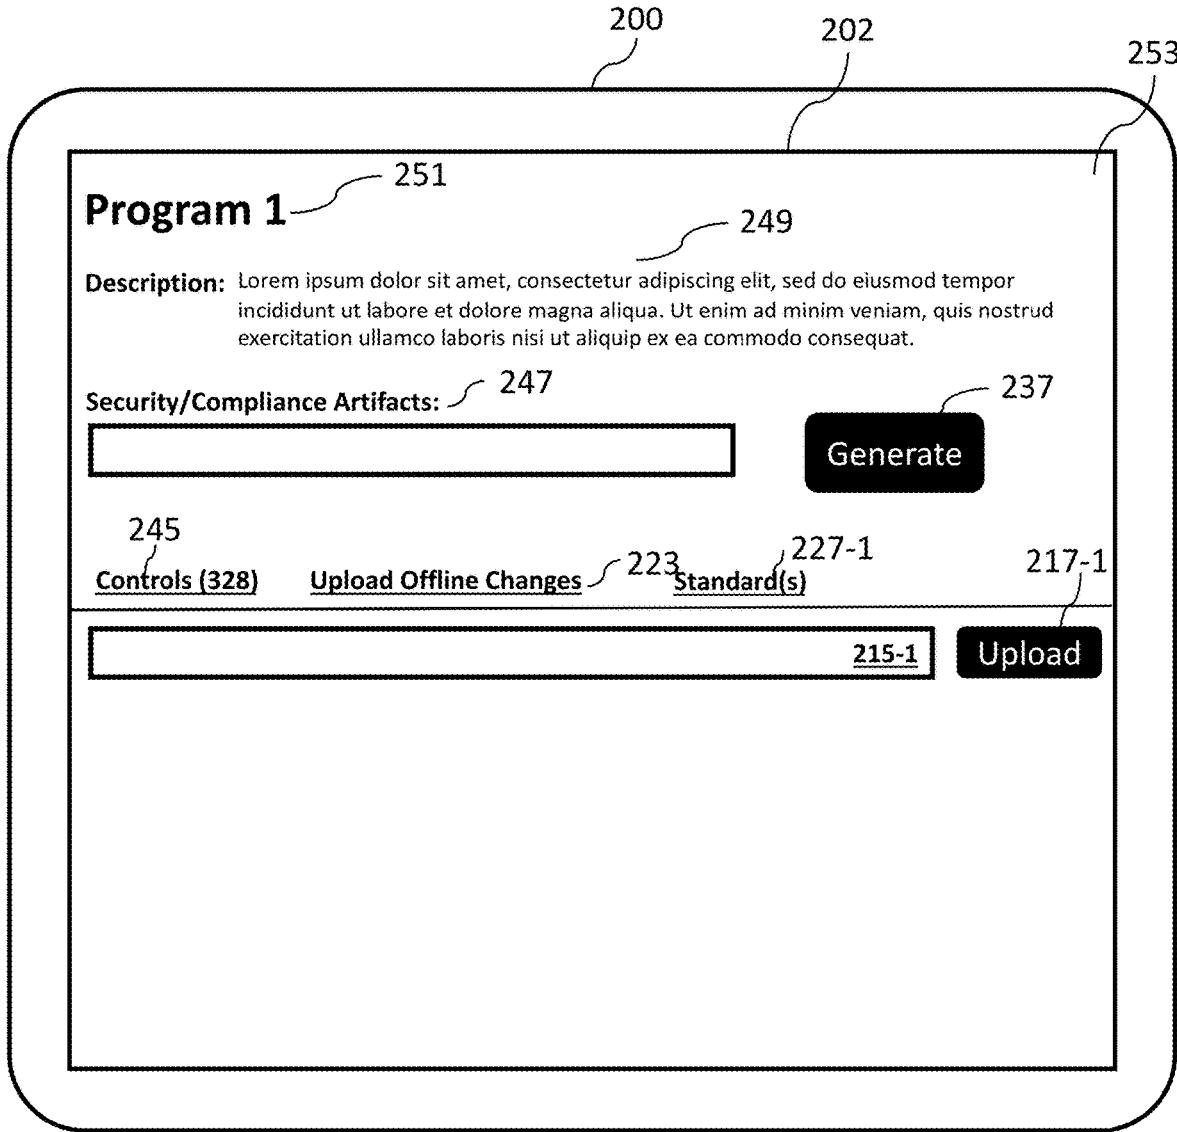 200
202
253
251
Program 1
249
Description: Lorem ipsum dolor sit amet, consectetur adipiscing elit, sed do eiusmod tempor
incididunt ut labore et dolore magna aliqua. Ut enim ad minim veniam, quis nostrud
exercitation ullamco laboris nisi ut aliquip ex ea commodo consequat.
247
237
Security/Compliance Artifacts:
Generate
245
223
227-1
217-1
Controls (328) Upload Offline Changes Standard(s)
215-1
Upload